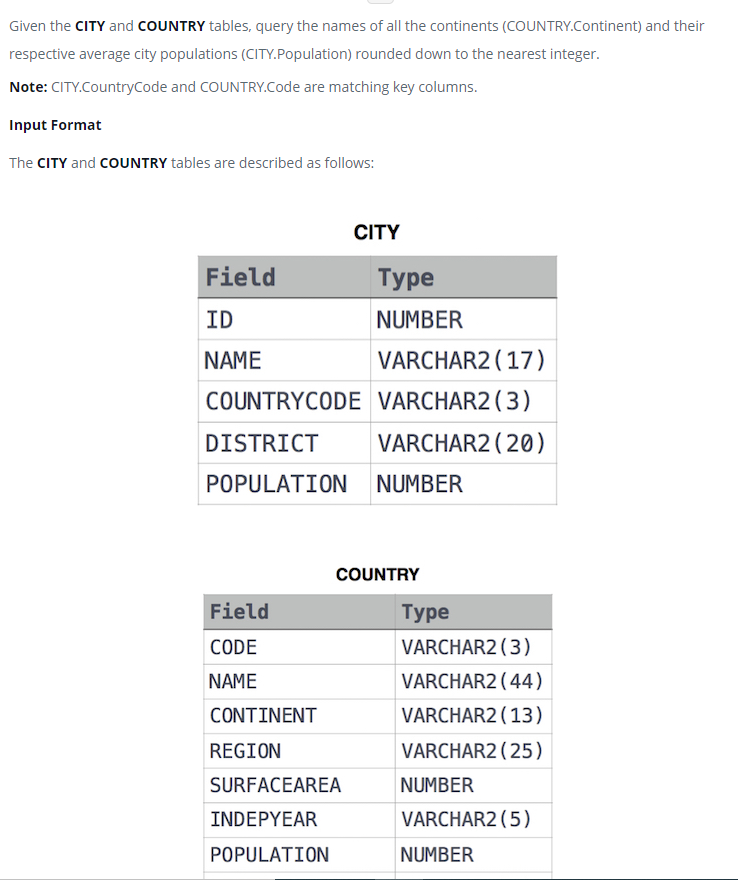 Given the CITY and COUNTRY tables, query the names of all the continents (COUNTRY.Continent) and their
respective average city populations (CITY.Population) rounded down to the nearest integer.
Note: CITY.CountryCode and COUNTRY.Code are matching key columns.
Input Format
The CITY and COUNTRY tables are described as follows:
CITY
Field Type
ID NUMBER
NAME VARCHAR2(17)
COUNTRYCODE VARCHAR2(3)
DISTRICT VARCHAR2(20)
POPULATION NUMBER
COUNTRY
Field Type
CODE VARCHAR2(3)
NAME VARCHAR2(44)
CONTINENT VARCHAR2(13)
REGION VARCHAR2(25)
SURFACEAREA NUMBER
INDEPYEAR VARCHAR2(5)
POPULATION NUMBER